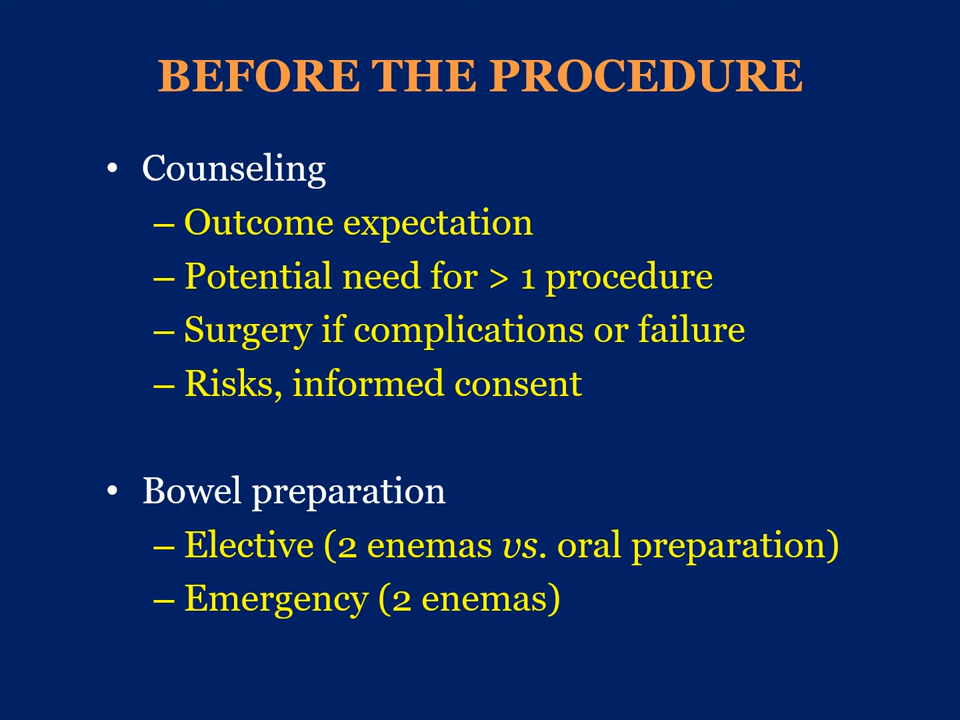 BEFORE THE PROCEDURE
• Counseling
– Outcome expectation
– Potential need for > 1 procedure
– Surgery if complications or failure
– Risks, informed consent
• Bowel preparation
– Elective (2 enemas vs. oral preparation)
– Emergency (2 enemas)